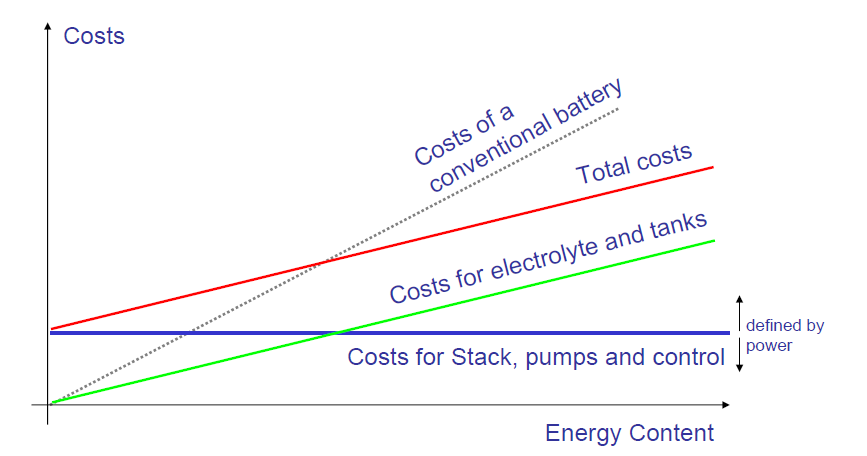 Costs
Costs of a
conventional battery
Total costs
Costs for electrolyte and tanks
defined by
power
Costs for Stack, pumps and control
Energy Content